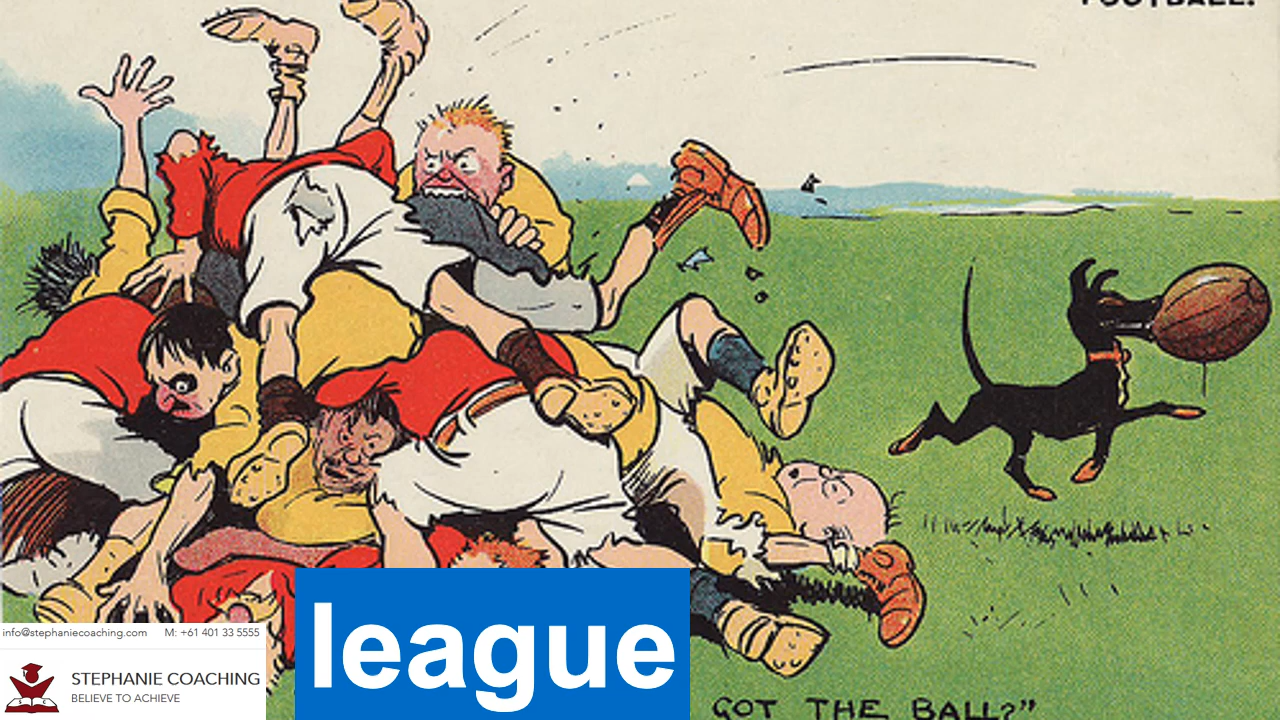 FOOTBALL.
info@stephaniecoaching.com M: +61 401 33 5555
STEPHANIE COACHING
BELIEVE TO ACHIEVE
league
GOT THE BALL?”